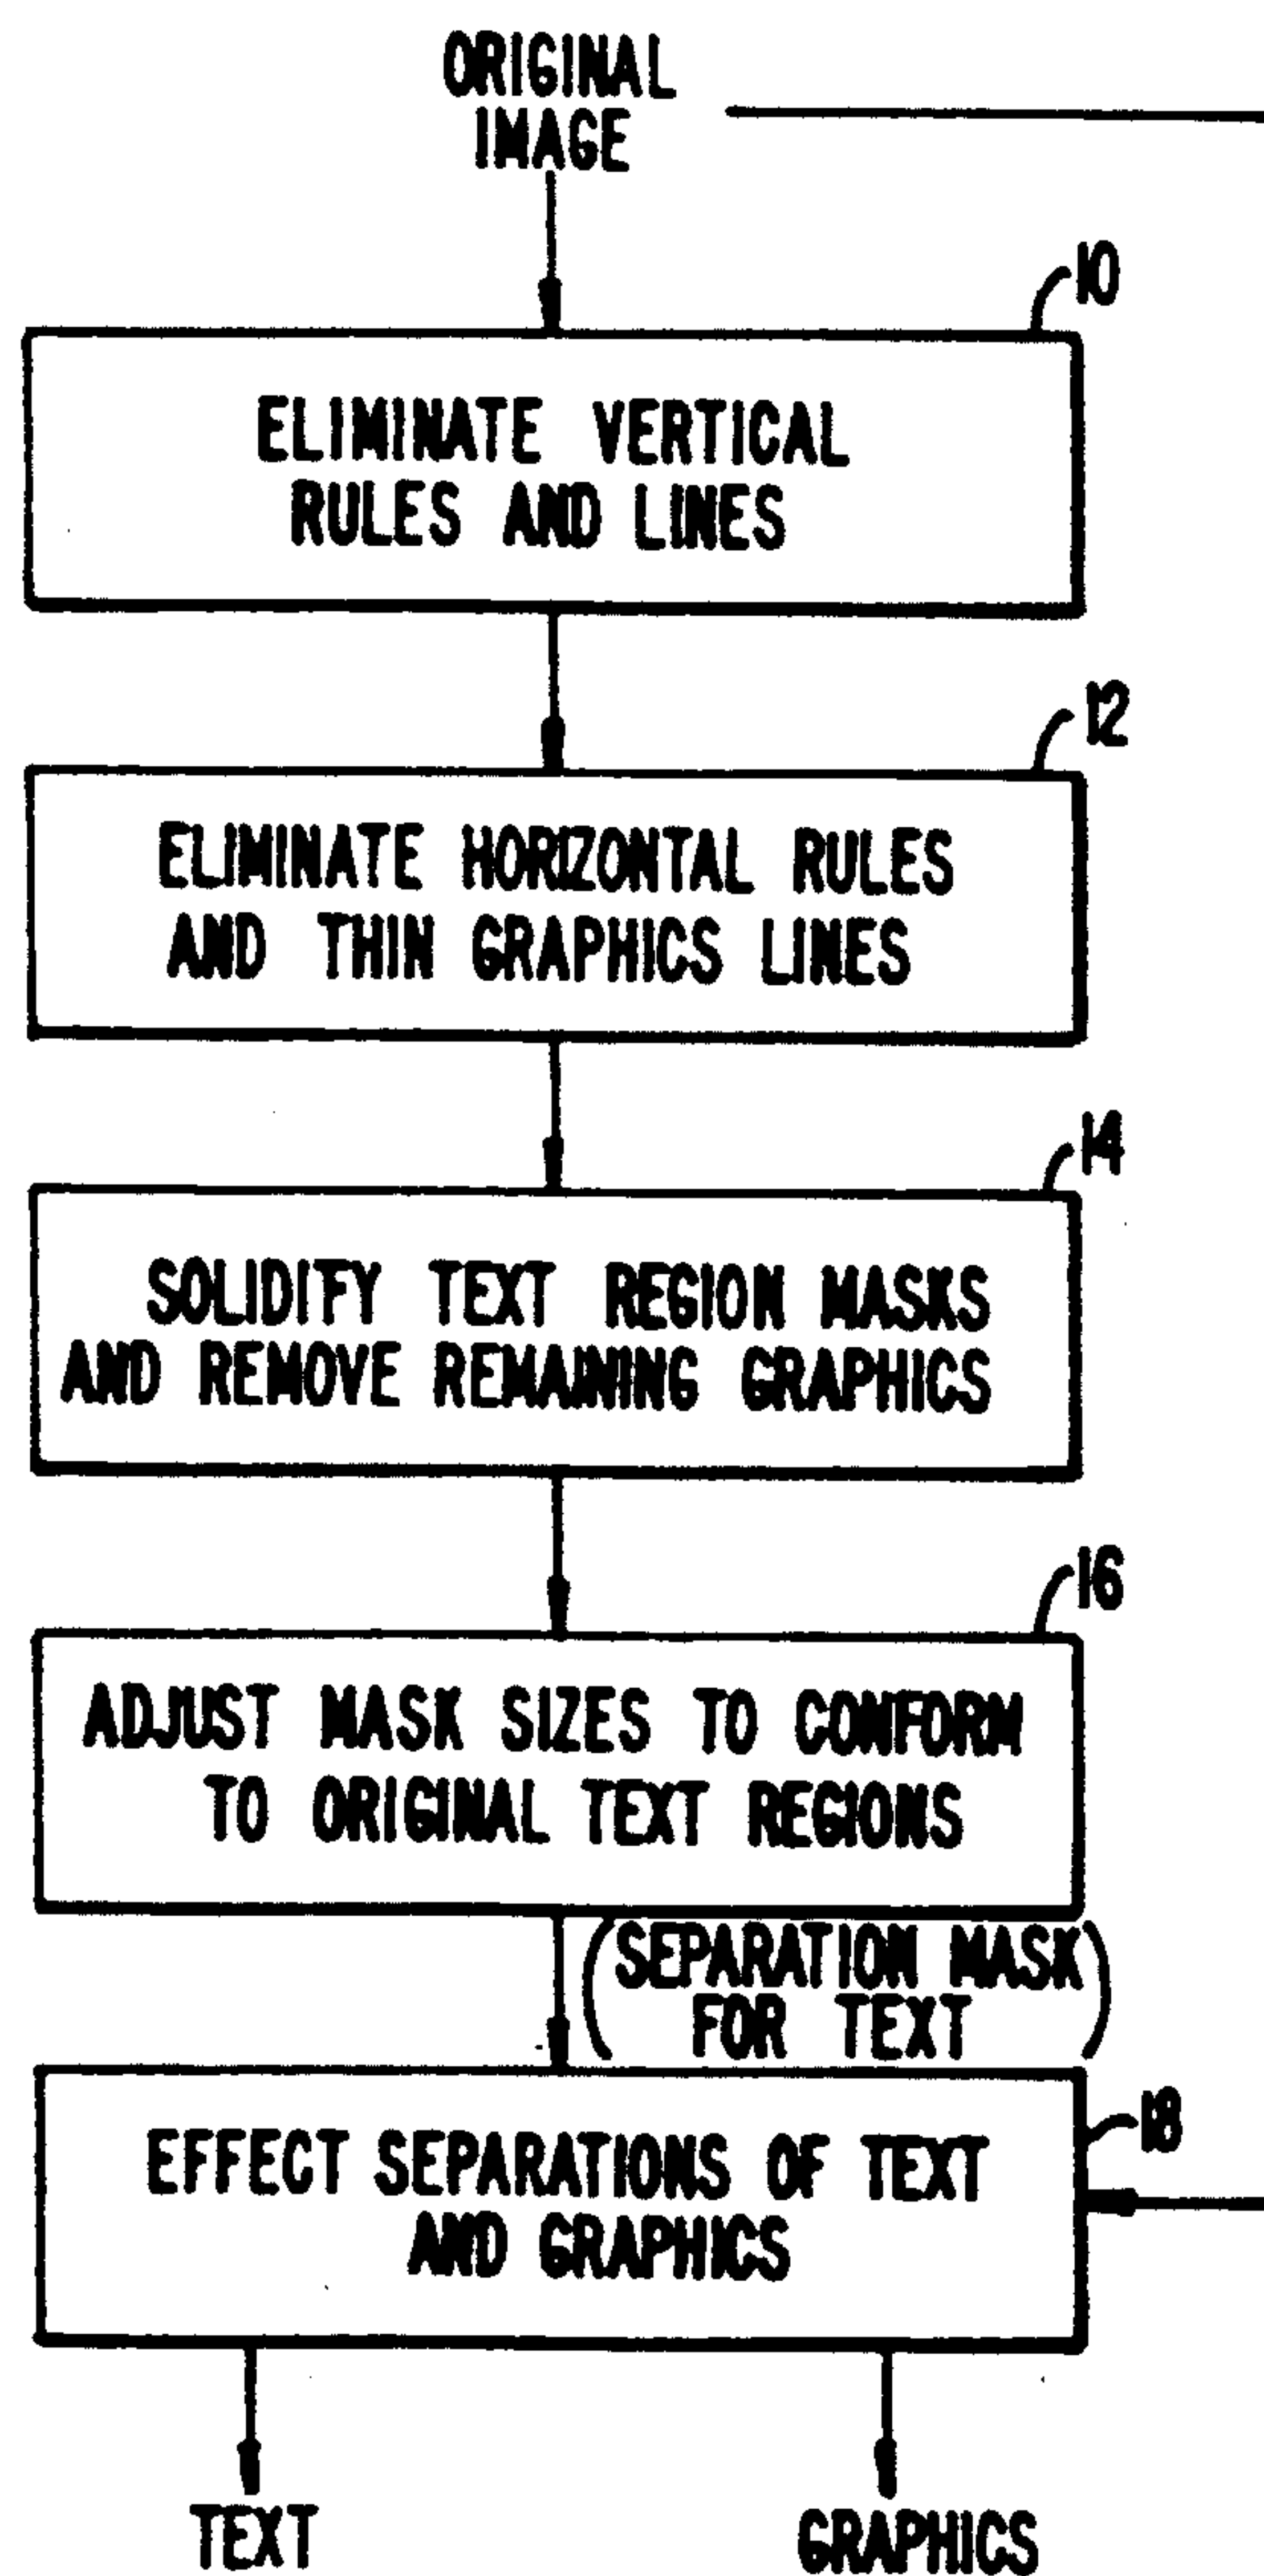 ORIGINAL
IMAGE
10
ELIMINATE VERTICAL
RULES AND LINES
12
ELIMINATE HORIZONTAL RULES
AND THIN GRAPHICS LINES
14
SOLIDIFY TEXT REGION MASKS
AND REMOVE REMAINING GRAPHICS
16
ADJUST MASK SIZES TO CONFORM
TO ORIGINAL TEXT REGIONS
(SEPARATION MASK
FOR TEXT)
18
EFFECT SEPARATIONS OF TEXT
AND GRAPHICS
TEXT
GRAPHICS